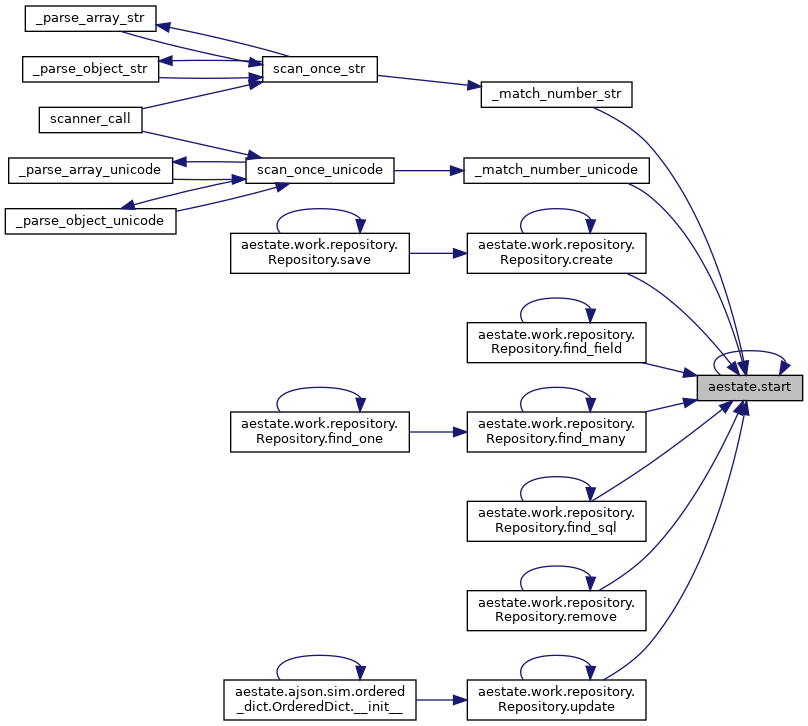 _parse_array_str
_parse_object_str
scan_once_str
_match_number_str
scanner_call
_parse_array_unicode
scan_once_unicode
_match_number_unicode
_parse_object_unicode
aestate.work.repository.
Repository.save
aestate.work.repository.
Repository.create
aestate.work.repository.
Repository.find_field
aestate.start
aestate.work.repository.
Repository.find_one
aestate.work.repository.
Repository.find_many
aestate.work.repository.
Repository.find_sql
aestate.work.repository.
Repository.remove
aestate.ajson.sim.ordered
_dict.OrderedDict.__init__
aestate.work.repository.
Repository.update